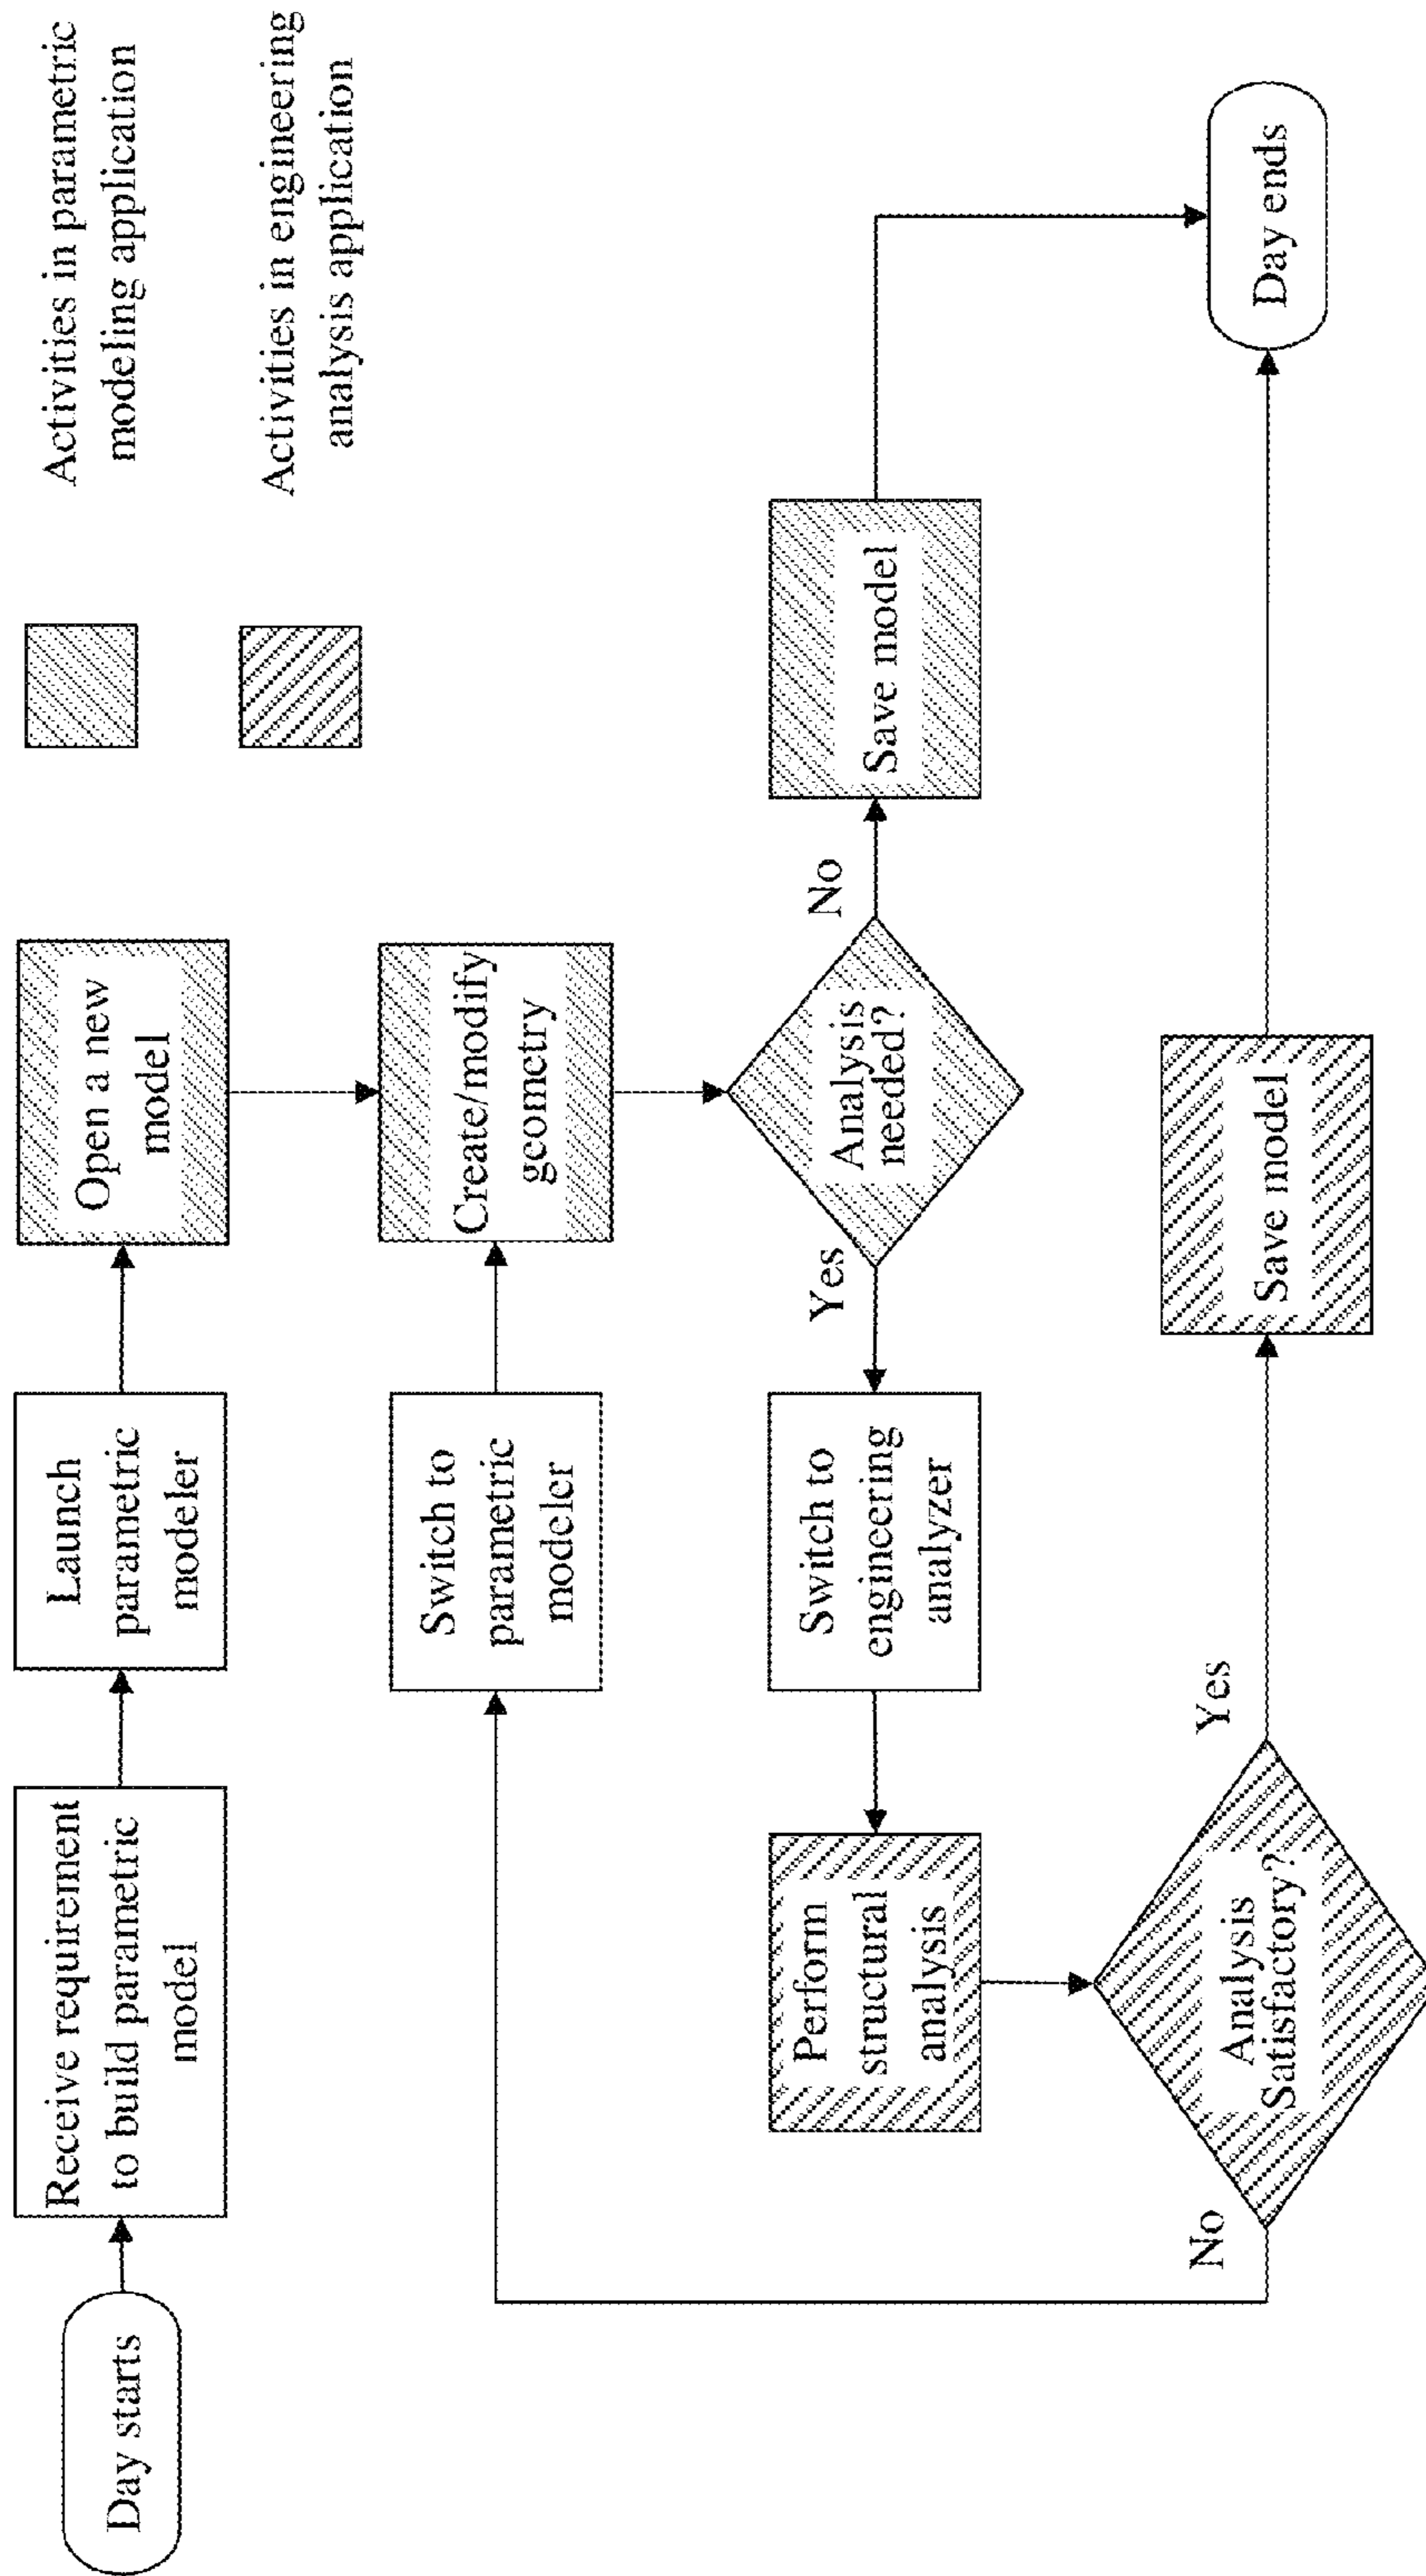 Activities in parametric
modeling application
Activities in engineering
analysis application
Day starts
Receive requirement
to build parametric
model
Launch
parametric
modeler
Open a new
model
Switch to
parametric
modeler
Create/modify
geometry
Analysis
needed?
No
Save model
Yes
Switch to
engineering
analyzer
Perform
structural
analysis
Analysis
Satisfactory?
No
Yes
Save model
Day ends